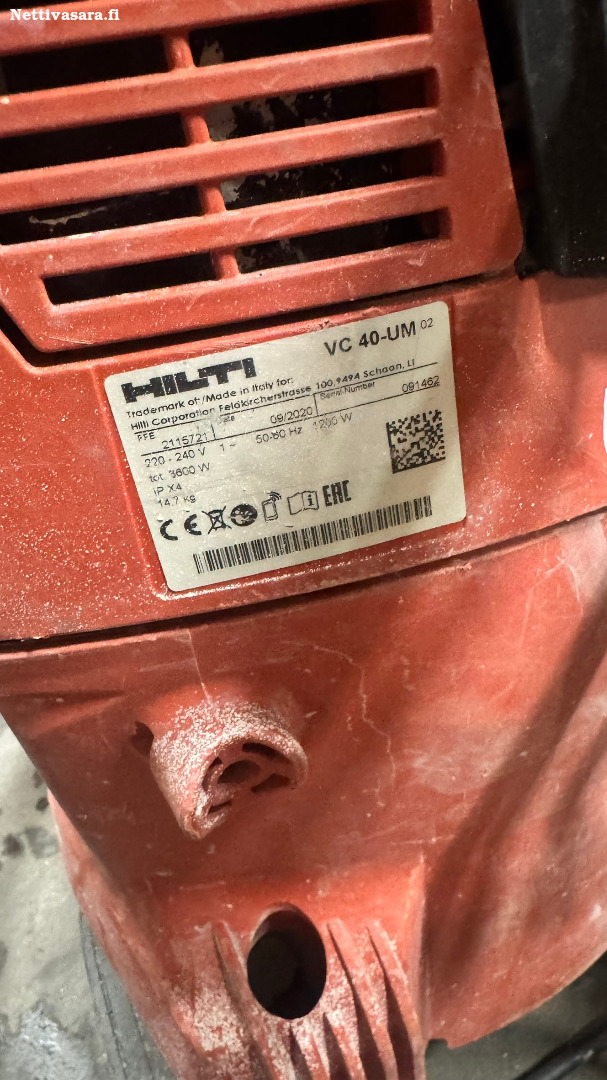 Nettivasara.fi
HILTI
VC 40-UM 02
Trademark of: /Made in Italy for:
Hilti Corporation Feldkircherstrasse 100,9494 Schaan, LI
PFE 2115721 Date 09/2020 Serial Number 091462
220 - 240 V 1 ~ 50-60 Hz 1200 W
tot. 3600 W
IP X4
14,7 kg
CE EAC